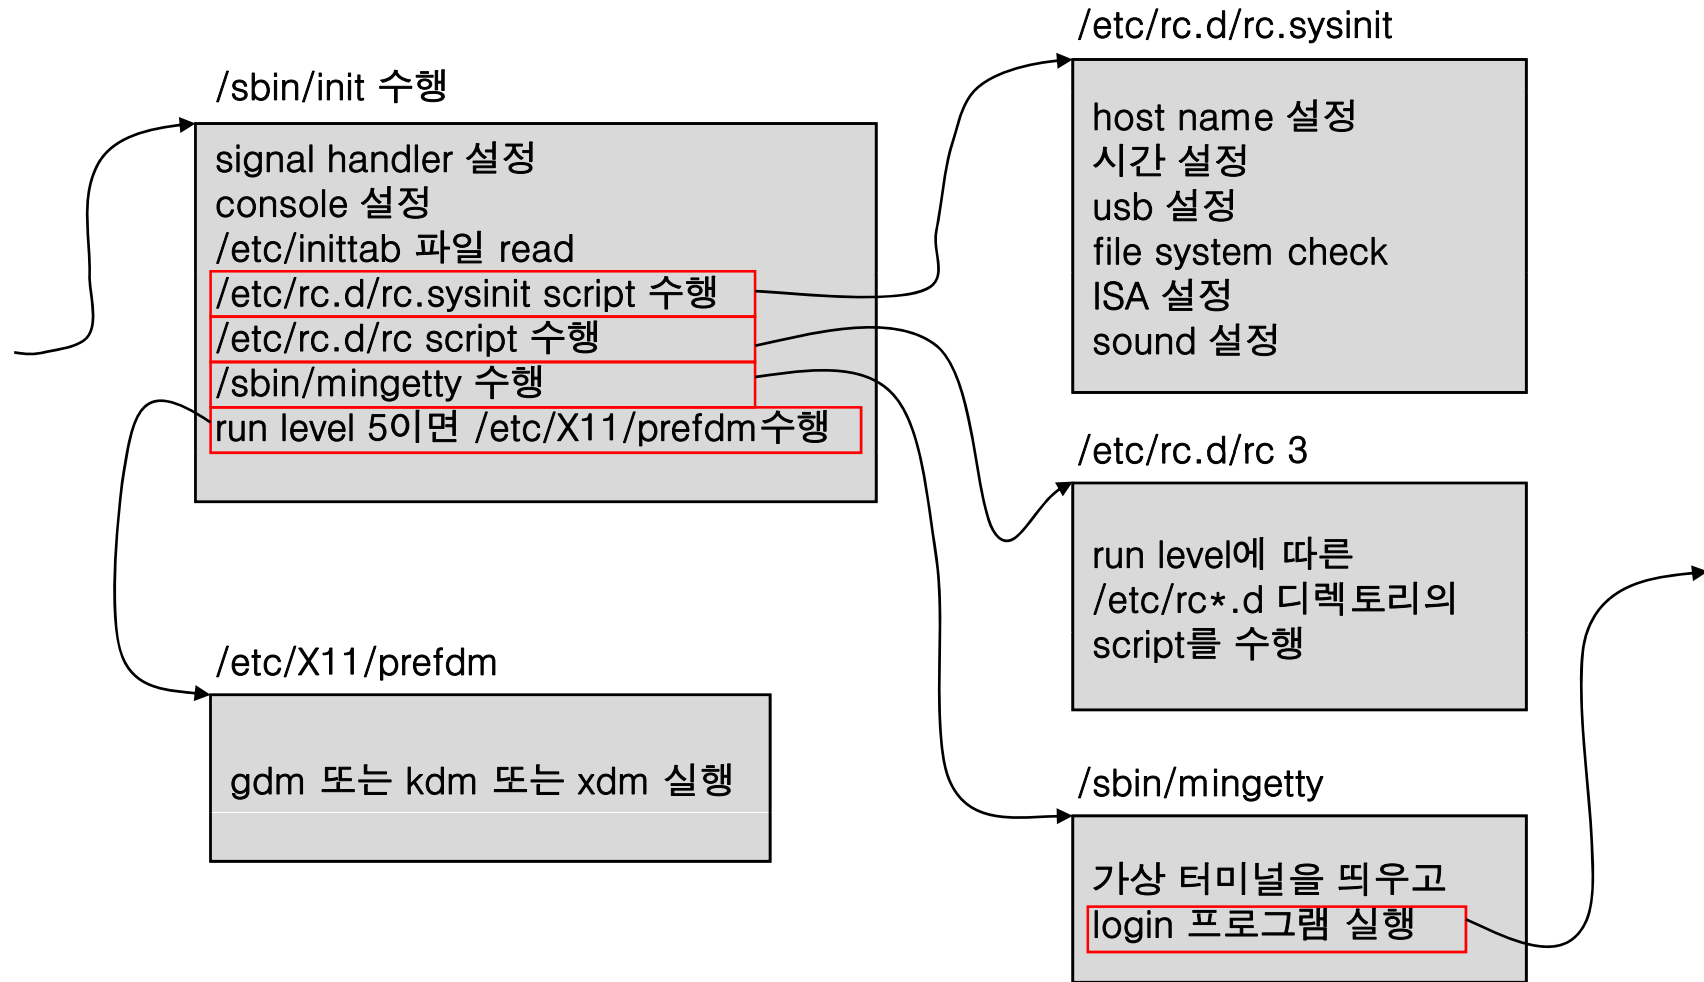 /sbin/init 수행
signal handler 설정
console 설정
/etc/inittab 파일 read
/etc/rc.d/rc.sysinit script 수행
/etc/rc.d/rc script 수행
/sbin/mingetty 수행
run level 5이면 /etc/X11/prefdm수행
/etc/rc.d/rc.sysinit
host name 설정
시간 설정
usb 설정
file system check
ISA 설정
sound 설정
/etc/rc.d/rc 3
run level에 따른
/etc/rc*.d 디렉토리의
script를 수행
/etc/X11/prefdm
gdm 또는 kdm 또는 xdm 실행
/sbin/mingetty
가상 터미널을 띄우고
login 프로그램 실행